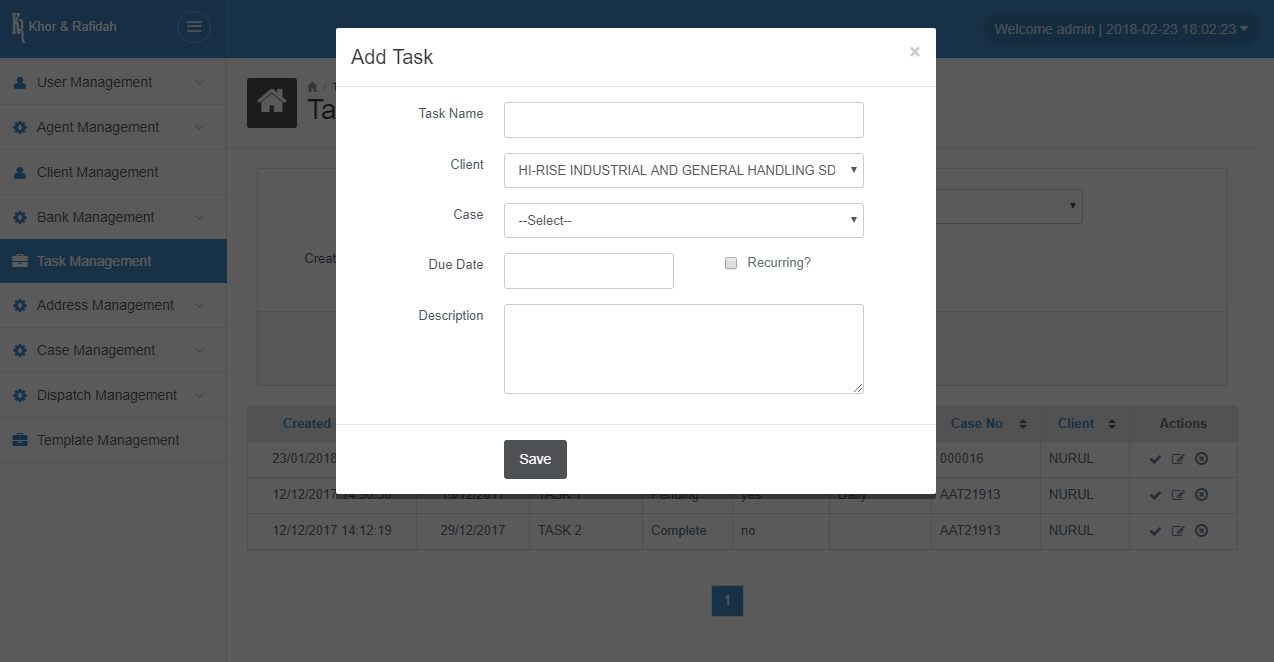 KR Khor & Rafidah
Welcome admin | 2018-02-23 18:02:23
User Management
Agent Management
Client Management
Bank Management
Task Management
Address Management
Case Management
Dispatch Management
Template Management
/ T
Ta
Creat
Add Task ×
Task Name
Client HI-RISE INDUSTRIAL AND GENERAL HANDLING SD
Case --Select--
Due Date Recurring?
Description
Save
Created Case No Client Actions
23/01/2018 000016 NURUL
12/12/2017 14:50:50 15/12/2017 TASK 1 Pending yes Daily AAT21913 NURUL
12/12/2017 14:12:19 29/12/2017 TASK 2 Complete no AAT21913 NURUL
1